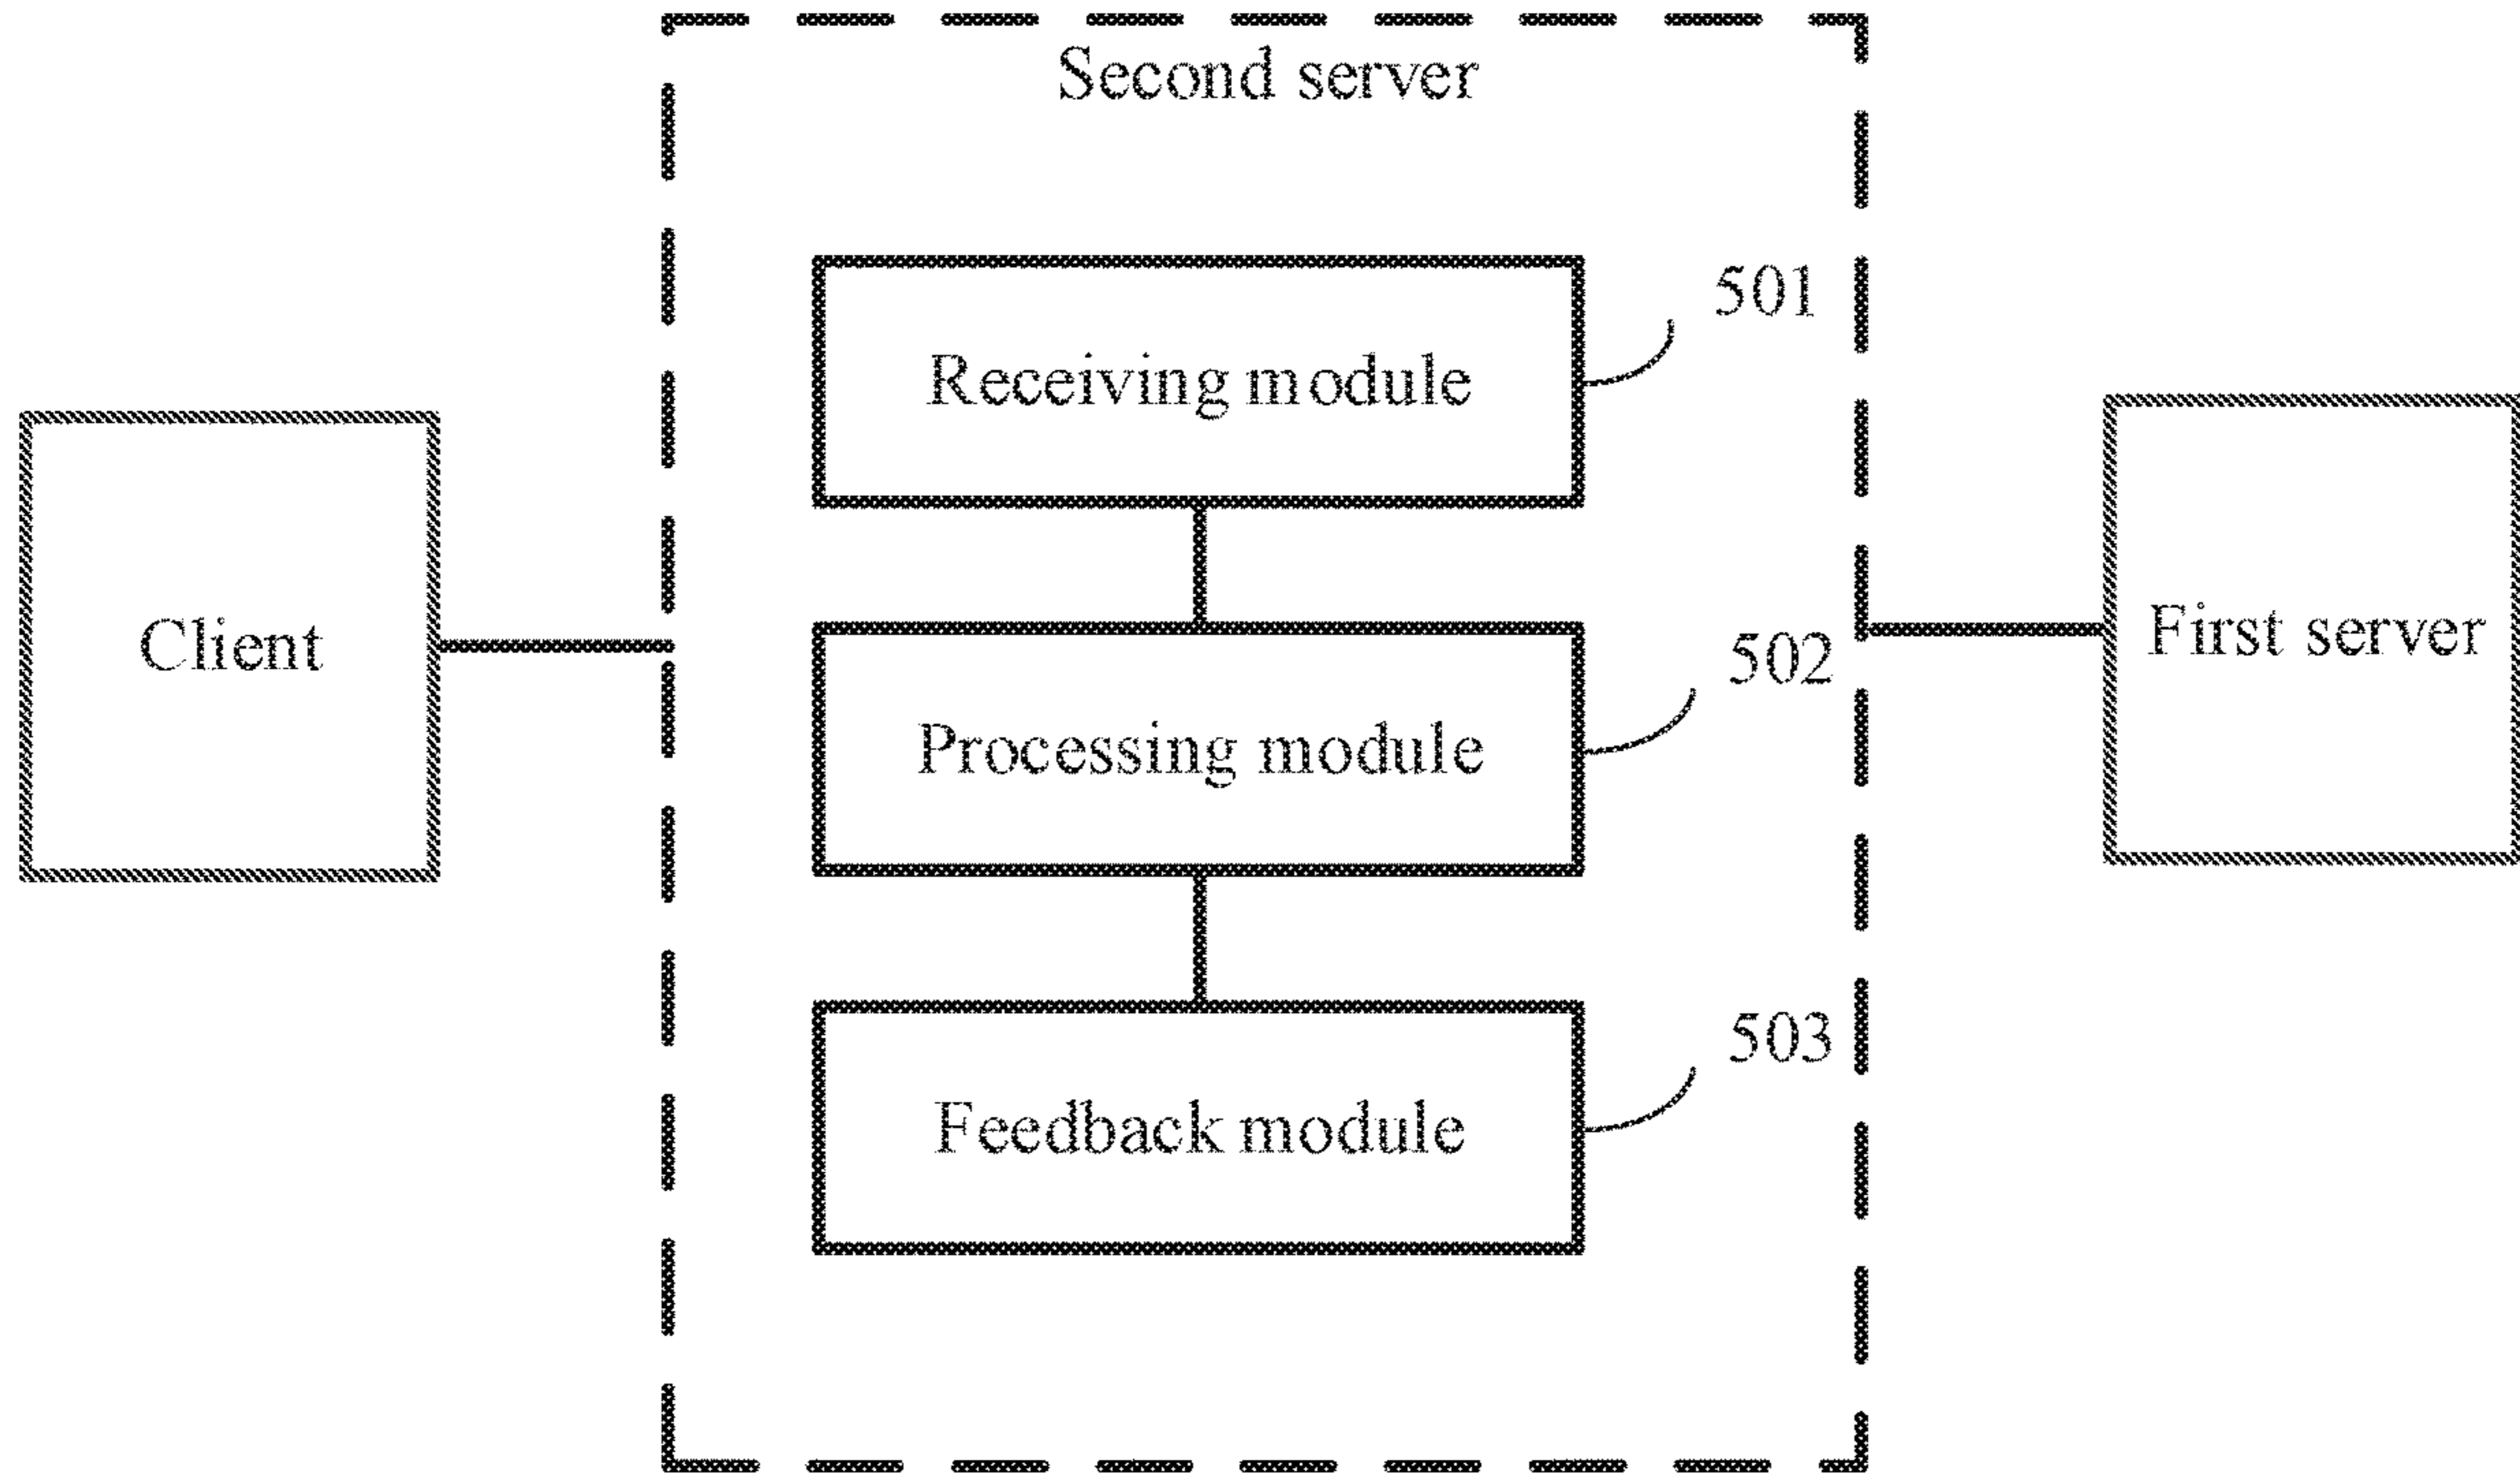 Second server
501
Receiving module
Client
First server
502
Processing module
503
Feedback module